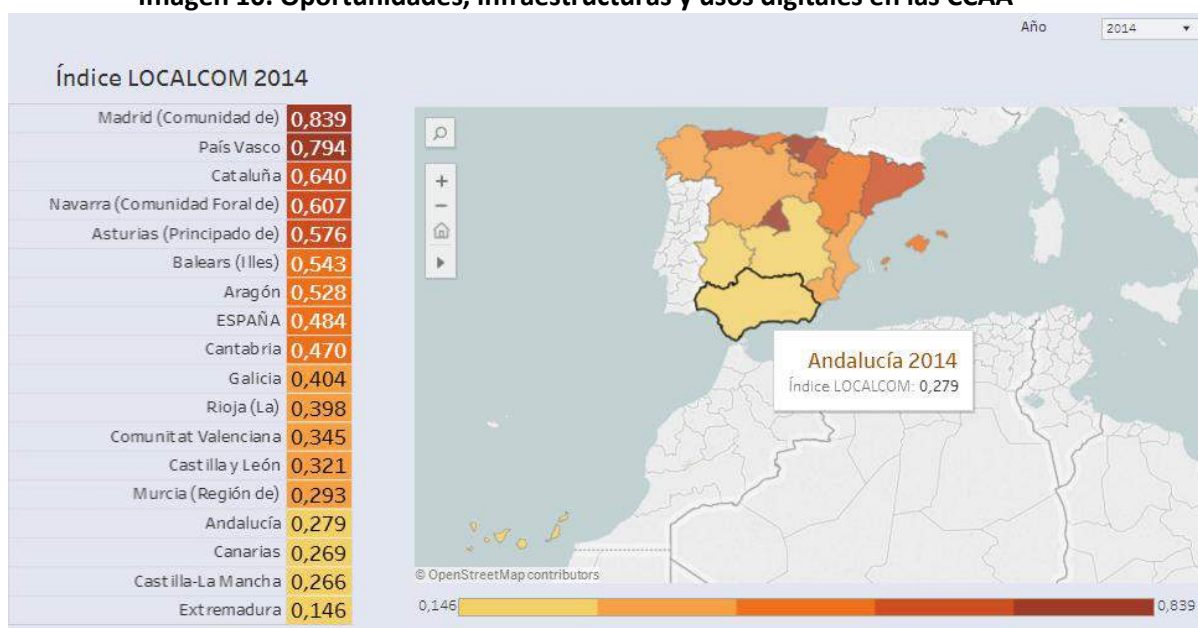 Imagen 10: Oportunidades, infraestructuras y usos digitales en las CCAA
Año 2014
Índice LOCALCOM 2014
Madrid (Comunidad de) 0,839
País Vasco 0,794
Cataluña 0,640
Navarra (Comunidad Foral de) 0,607
Asturias (Principado de) 0,576
Balears (Illes) 0,543
Aragón 0,528
ESPAÑA 0,484
Cantabria 0,470
Galicia 0,404
Rioja (La) 0,398
Comunitat Valenciana 0,345
Castilla y León 0,321
Murcia (Región de) 0,293
Andalucía 0,279
Canarias 0,269
Castilla-La Mancha 0,266
Extremadura 0,146
Andalucía 2014
Índice LOCALCOM: 0,279
© OpenStreetMap contributors
0,146 0,839